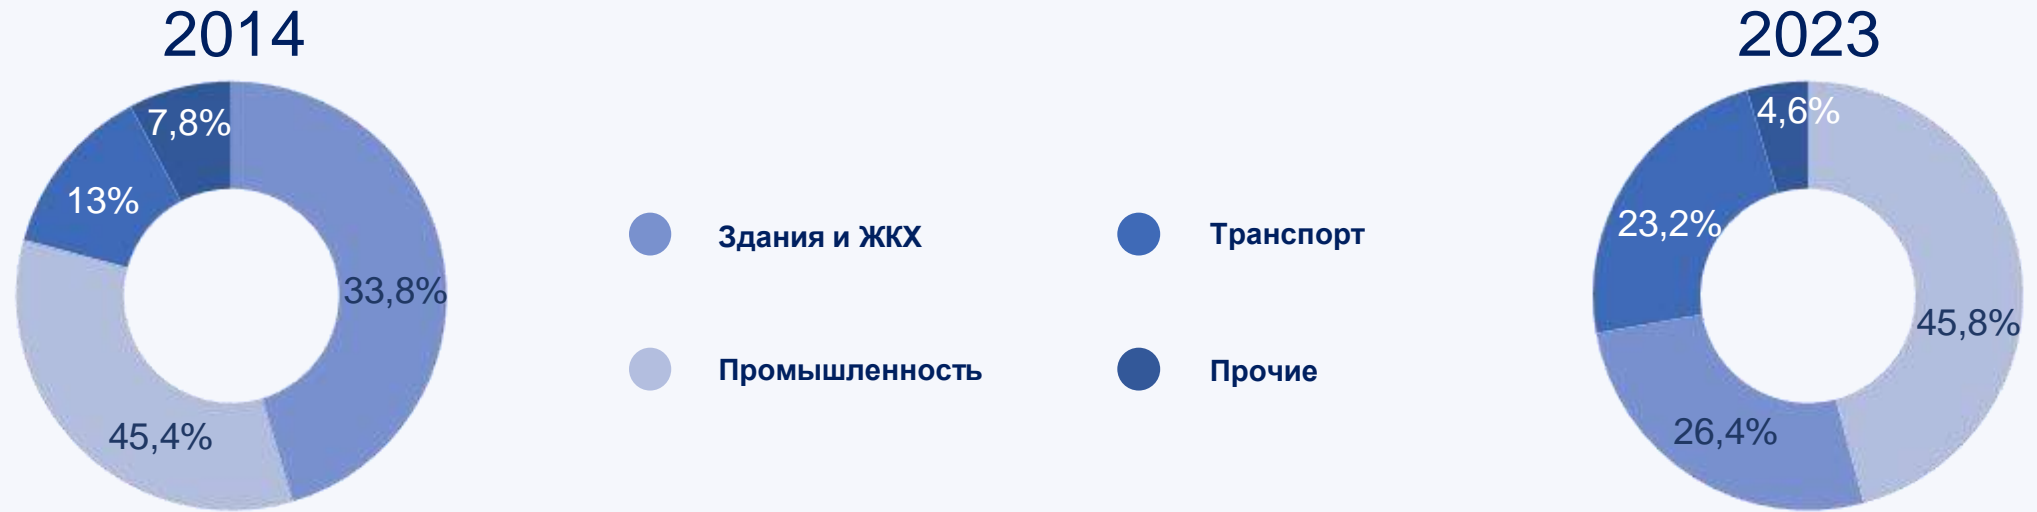 2014
2023
7,8%
13%
33,8%
45,4%
Здания и ЖКХ
Транспорт
Промышленность
Прочие
4,6%
23,2%
45,8%
26,4%